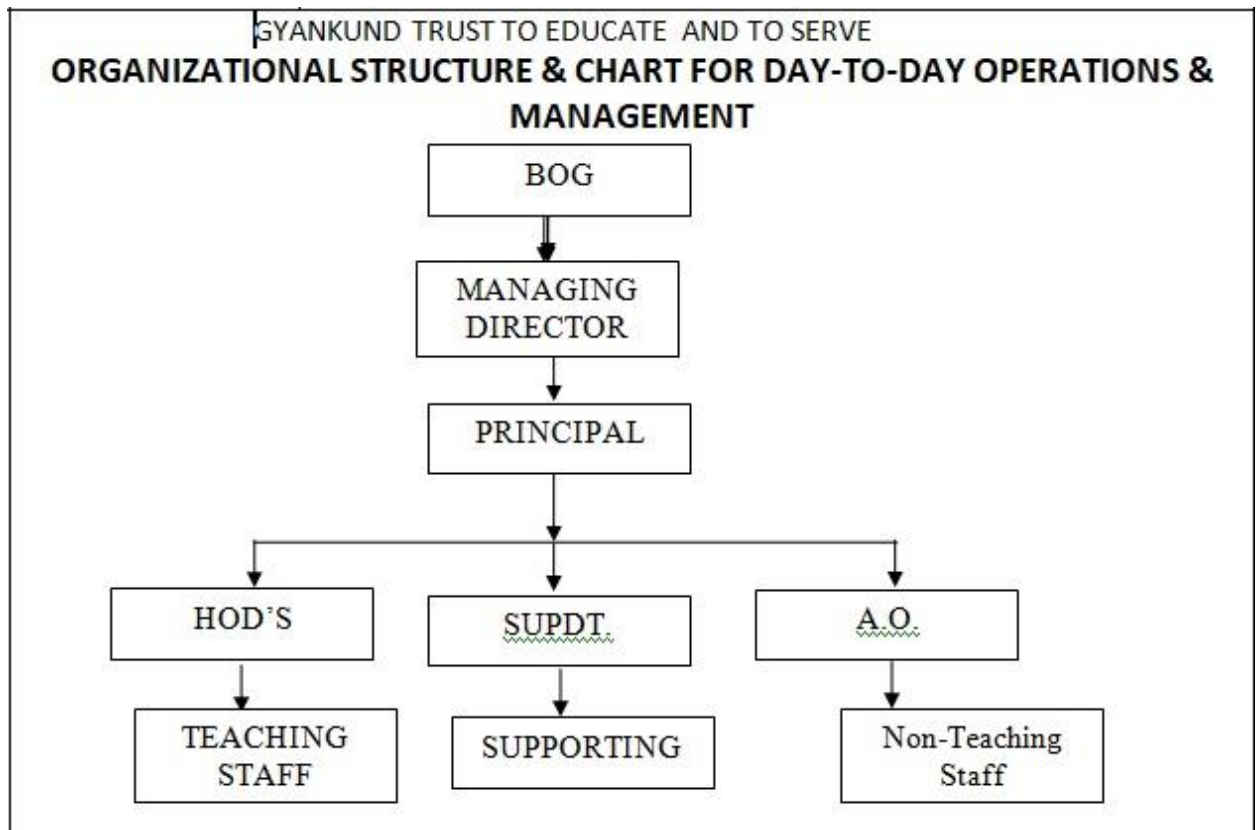 GYANKUND TRUST TO EDUCATE AND TO SERVE
ORGANIZATIONAL STRUCTURE & CHART FOR DAY-TO-DAY OPERATIONS &
MANAGEMENT
BOG
MANAGING
DIRECTOR
PRINCIPAL
HOD'S
SUPDT.
A.O.
TEACHING
STAFF
SUPPORTING
Non-Teaching
Staff